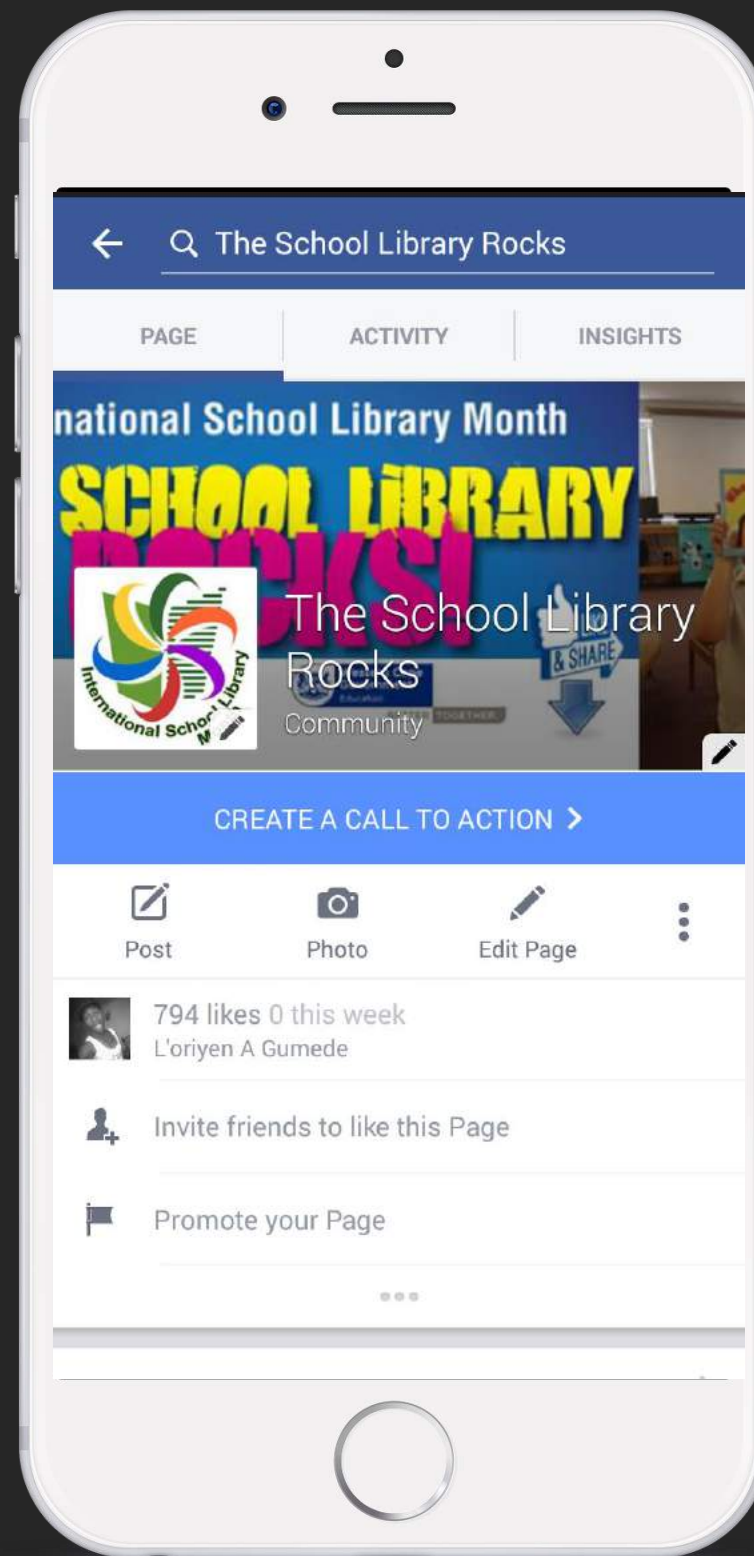 The School Library Rocks
PAGE ACTIVITY INSIGHTS
national School Library Month
SCHOOL LIBRARY
ROCKS!
The School Library
Rocks
Community
& SHARE
Education
TOGETHER.
International School Library
CREATE A CALL TO ACTION
Post Photo Edit Page
794 likes 0 this week
L'oriyen A Gumede
Invite friends to like this Page
Promote your Page